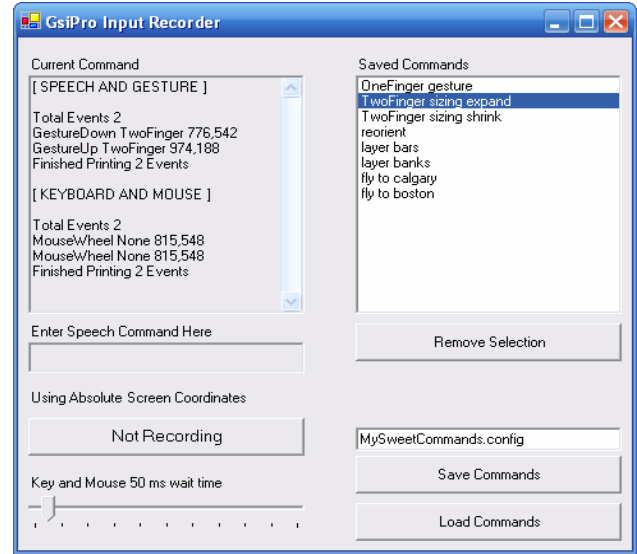 GsiPro Input Recorder
Current Command
[ SPEECH AND GESTURE ]
Total Events 2
GestureDown TwoFinger 776,542
GestureUp TwoFinger 974,188
Finished Printing 2 Events
[ KEYBOARD AND MOUSE ]
Total Events 2
MouseWheel None 815,548
MouseWheel None 815,548
Finished Printing 2 Events
Enter Speech Command Here
Using Absolute Screen Coordinates
Not Recording
Key and Mouse 50 ms wait time
Saved Commands
OneFinger gesture
TwoFinger sizing expand
TwoFinger sizing shrink
reorient
layer bars
layer banks
fly to calgary
fly to boston
Remove Selection
MySweetCommands.config
Save Commands
Load Commands